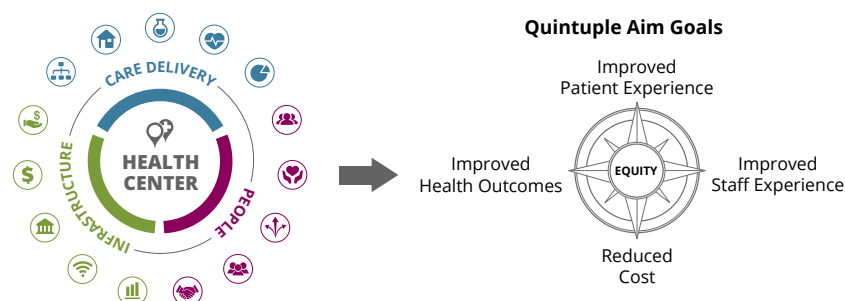 CARE DELIVERY
INFRASTRUCTURE
PEOPLE
HEALTH
CENTER
$
$
Quintuple Aim Goals
Improved
Patient Experience
Improved
Health Outcomes
EQUITY
Improved
Staff Experience
Reduced
Cost